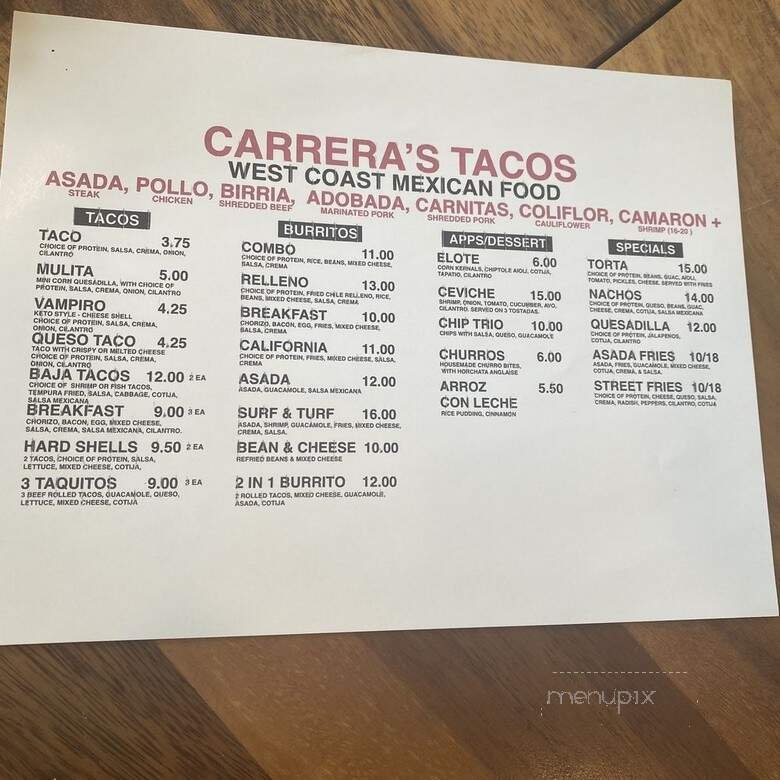 CARRERA'S TACOS
WEST COAST MEXICAN FOOD
ASADA, POLLO, BIRRIA, ADOBADA, CARNITAS, COLIFLOR, CAMARON +
STEAK CHICKEN SHREDDED BEEF MARINATED PORK SHREDDED PORK CAULIFLOWER SHRIMP (16-20 )
TACOS
TACO 3.75
CHOICE OF PROTEIN, SALSA, CREMA, ONION,
CILANTRO
MULITA 5.00
MINI CORN QUESADILLA, WITH CHOICE OF
PROTEIN, SALSA, CREMA, ONION, CILANTRO
VAMPIRO 4.25
KETO STYLE - CHEESE SHELL
CHOICE OF PROTEIN, SALSA, CREMA,
ONION, CILANTRO
QUESO TACO 4.25
TACO WITH CRISPY OR MELTED CHEESE
CHOICE OF PROTEIN, SALSA, CREMA,
ONION, CILANTRO
BAJA TACOS 12.00 2 EA
CHOICE OF SHRIMP OR FISH TACOS,
TEMPURA FRIED, SALSA, CABBAGE, COTIJA,
SALSA MEXICANA
BREAKFAST 9.00 3 EA
CHORIZO, BACON, EGG, MIXED CHEESE,
SALSA, CREMA, SALSA MEXICANA, CILANTRO.
HARD SHELLS 9.50 2 EA
2 TACOS, CHOICE OF PROTEIN, SALSA,
LETTUCE, MIXED CHEESE, COTIJA,
3 TAQUITOS 9.00 3 EA
3 BEEF ROLLED TACOS, GUACAMOLE, QUESO,
LETTUCE, MIXED CHEESE, COTIJA
BURRITOS
COMBO 11.00
CHOICE OF PROTEIN, RICE, BEANS, MIXED CHEESE,
SALSA, CREMA
RELLENO 13.00
CHOICE OF PROTEIN, FRIED CHILE RELLENO, RICE,
BEANS, MIXED CHEESE, SALSA, CREMA
BREAKFAST 10.00
CHORIZO, BACON, EGG, FRIES, MIXED CHEESE,
SALSA, CREMA
CALIFORNIA 11.00
CHOICE OF PROTEIN, FRIES, MIXED CHEESE, SALSA,
CREMA
ASADA 12.00
ASADA, GUACAMOLE, SALSA MEXICANA
SURF & TURF 16.00
ASADA, SHRIMP, GUACAMOLE, FRIES, MIXED CHEESE,
CREMA, SALSA.
BEAN & CHEESE 10.00
REFRIED BEANS & MIXED CHEESE
2 IN 1 BURRITO 12.00
2 ROLLED TACOS, MIXED CHEESE, GUACAMOLE,
ASADA, COTIJA
APPS/DESSERT
ELOTE 6.00
CORN KERNALS, CHIPTOLE AIOLI, COTIJA,
TAPATIO, CILANTRO
CEVICHE 15.00
SHRIMP, ONION, TOMATO, CUCUMBER, AVO,
CILANTRO. SERVED ON 3 TOSTADAS.
CHIP TRIO 10.00
CHIPS WITH SALSA, QUESO, GUACAMOLE
CHURROS 6.00
HOUSEMADE CHURRO BITES,
WITH HORCHATA ANGLAISE
ARROZ 5.50
CON LECHE
RICE PUDDING, CINNAMON
SPECIALS
TORTA 15.00
CHOICE OF PROTEIN, BEANS, GUAC, AIOLI,
TOMATO, PICKLES, CHEESE, SERVED WITH FRIES
NACHOS 14.00
CHOICE OF PROTEIN, QUESO, BEANS, GUAC,
CHEESE, CREMA, COTIJA, SALSA MEXICANA
QUESADILLA 12.00
CHOICE OF PROTEIN, JALAPENOS,
COTIJA, CILANTRO
ASADA FRIES 10/18
ASADA, FRIES, GUACAMOLE, MIXED CHEESE,
COTIJA, CREMA, & SALSA.
STREET FRIES 10/18
CHOICE OF PROTEIN, CHEESE, QUESO, SALSA,
CREMA, RADISH, PEPPERS, CILANTRO, COTIJA
menupix